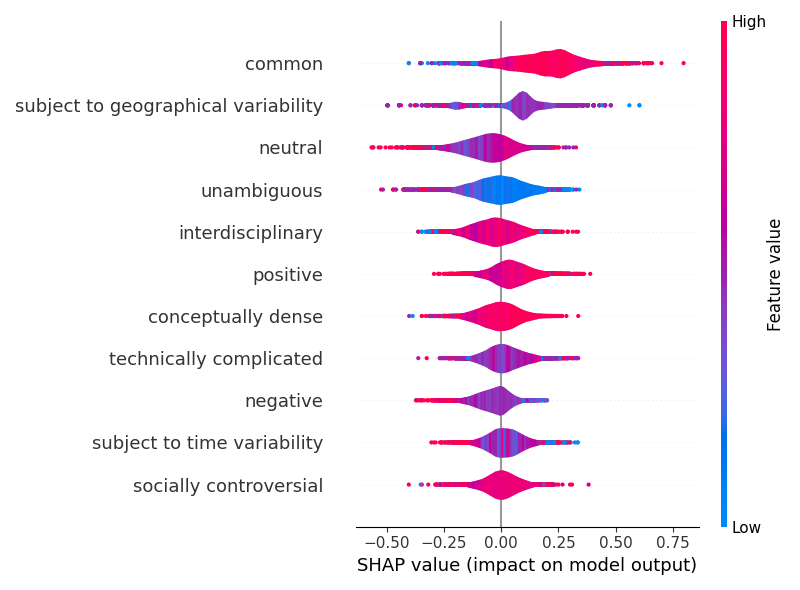 High
common
subject to geographical variability
neutral
unambiguous
interdisciplinary
positive
conceptually dense
technically complicated
negative
subject to time variability
socially controversial
Feature value
Low
−0.50 −0.25 0.00 0.25 0.50 0.75
SHAP value (impact on model output)